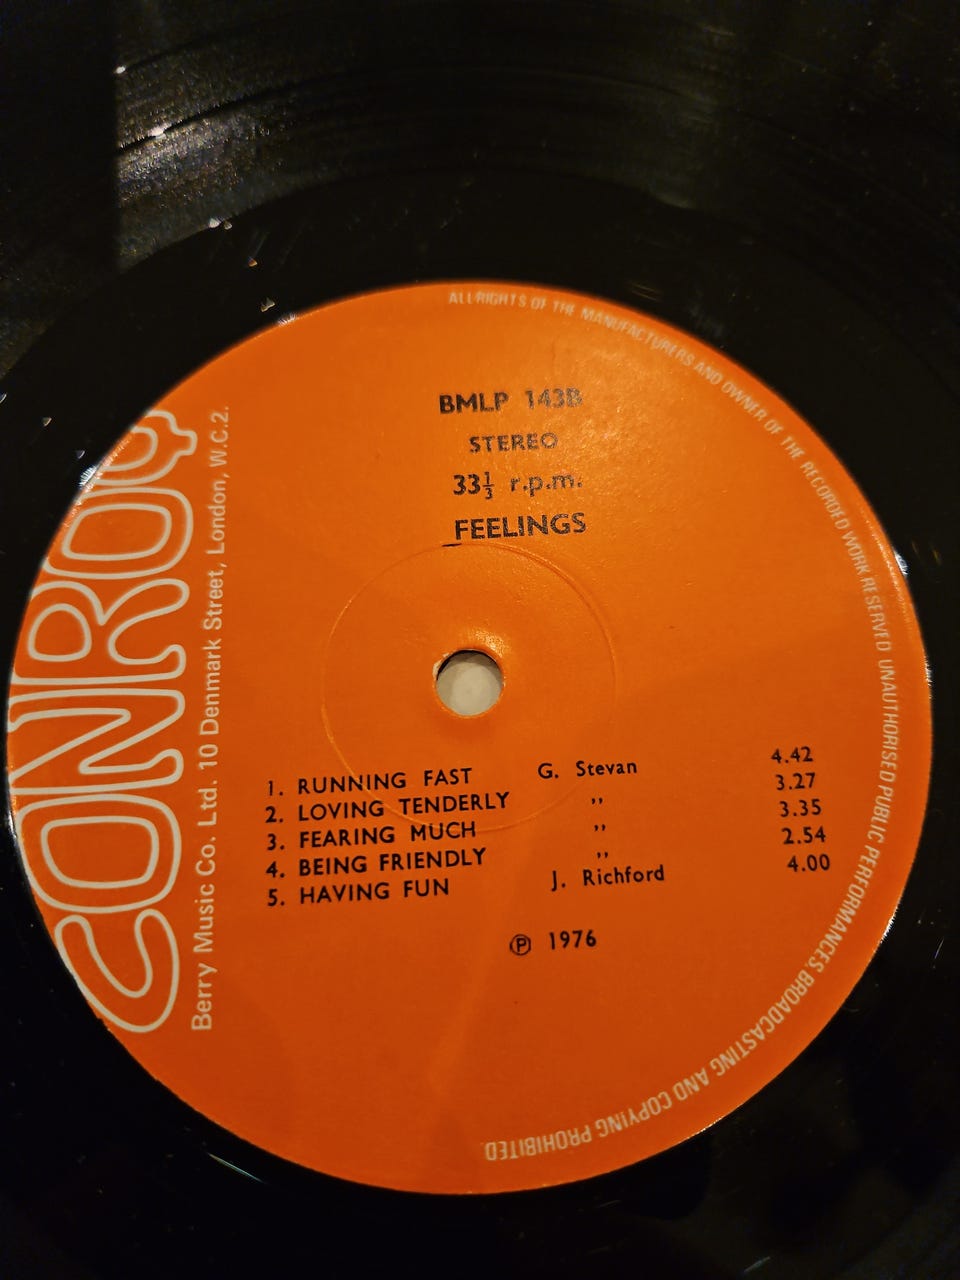 ALL RIGHTS OF THE MANUFACTURERS AND OWNER OF THE RECORDED WORK RESERVED UNAUTHORISED PUBLIC PERFORMANCES, BROADCASTING AND COPYING PROHIBITED.
CONROY
Berry Music Co. Ltd. 10 Denmark Street, London, W.C.2.
BMLP 143B
STEREO
33⅓ r.p.m.
FEELINGS
1. RUNNING FAST G. Stevan 4.42
2. LOVING TENDERLY ,, 3.27
3. FEARING MUCH ,, 3.35
4. BEING FRIENDLY ,, 2.54
5. HAVING FUN J. Richford 4.00
Ⓟ 1976